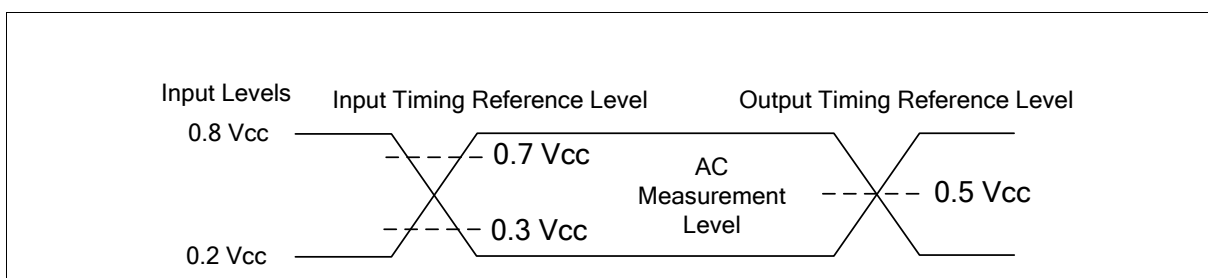 Input Levels
Input Timing Reference Level
Output Timing Reference Level
0.8 Vcc
0.7 Vcc
AC
Measurement
Level
0.5 Vcc
0.3 Vcc
0.2 Vcc